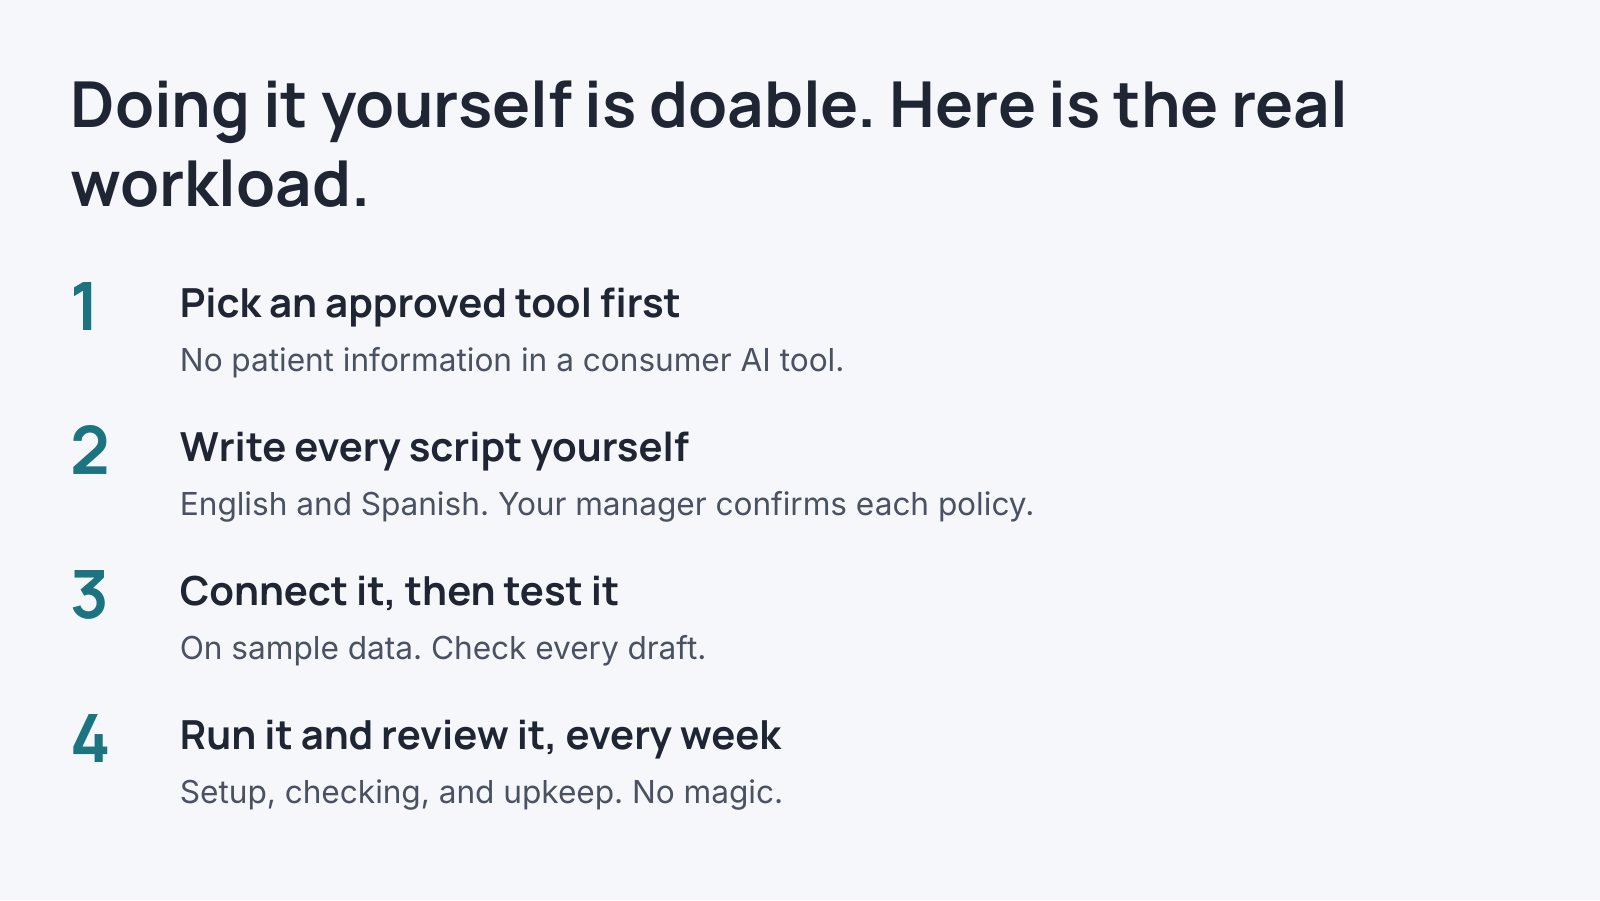 Doing it yourself is doable. Here is the real
workload.
1
Pick an approved tool first
No patient information in a consumer AI tool.
2
Write every script yourself
English and Spanish. Your manager confirms each policy.
3
Connect it, then test it
On sample data. Check every draft.
4
Run it and review it, every week
Setup, checking, and upkeep. No magic.